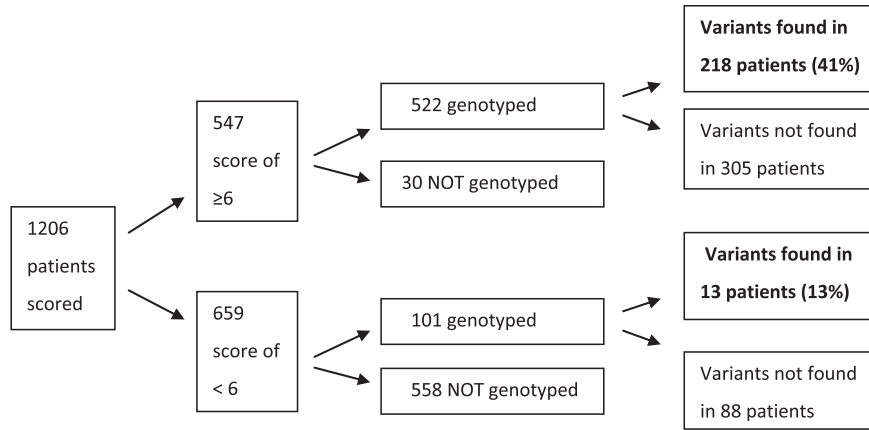 1206
patients
scored
547
score of
≥6
522 genotyped
30 NOT genotyped
Variants found in
218 patients (41%)
Variants not found
in 305 patients
659
score of
< 6
101 genotyped
558 NOT genotyped
Variants found in
13 patients (13%)
Variants not found
in 88 patients